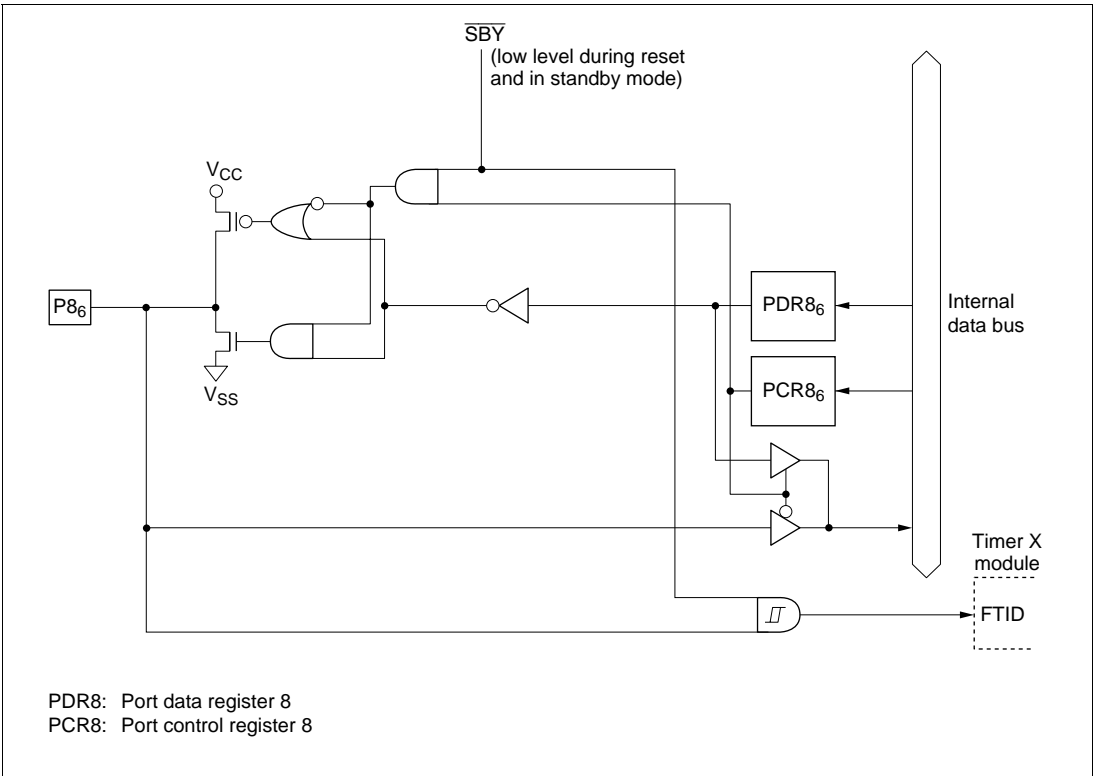 SBY
(low level during reset
and in standby mode)
VCC
P86
PDR86
Internal
data bus
PCR86
VSS
Timer X
module
FTID
PDR8: Port data register 8
PCR8: Port control register 8